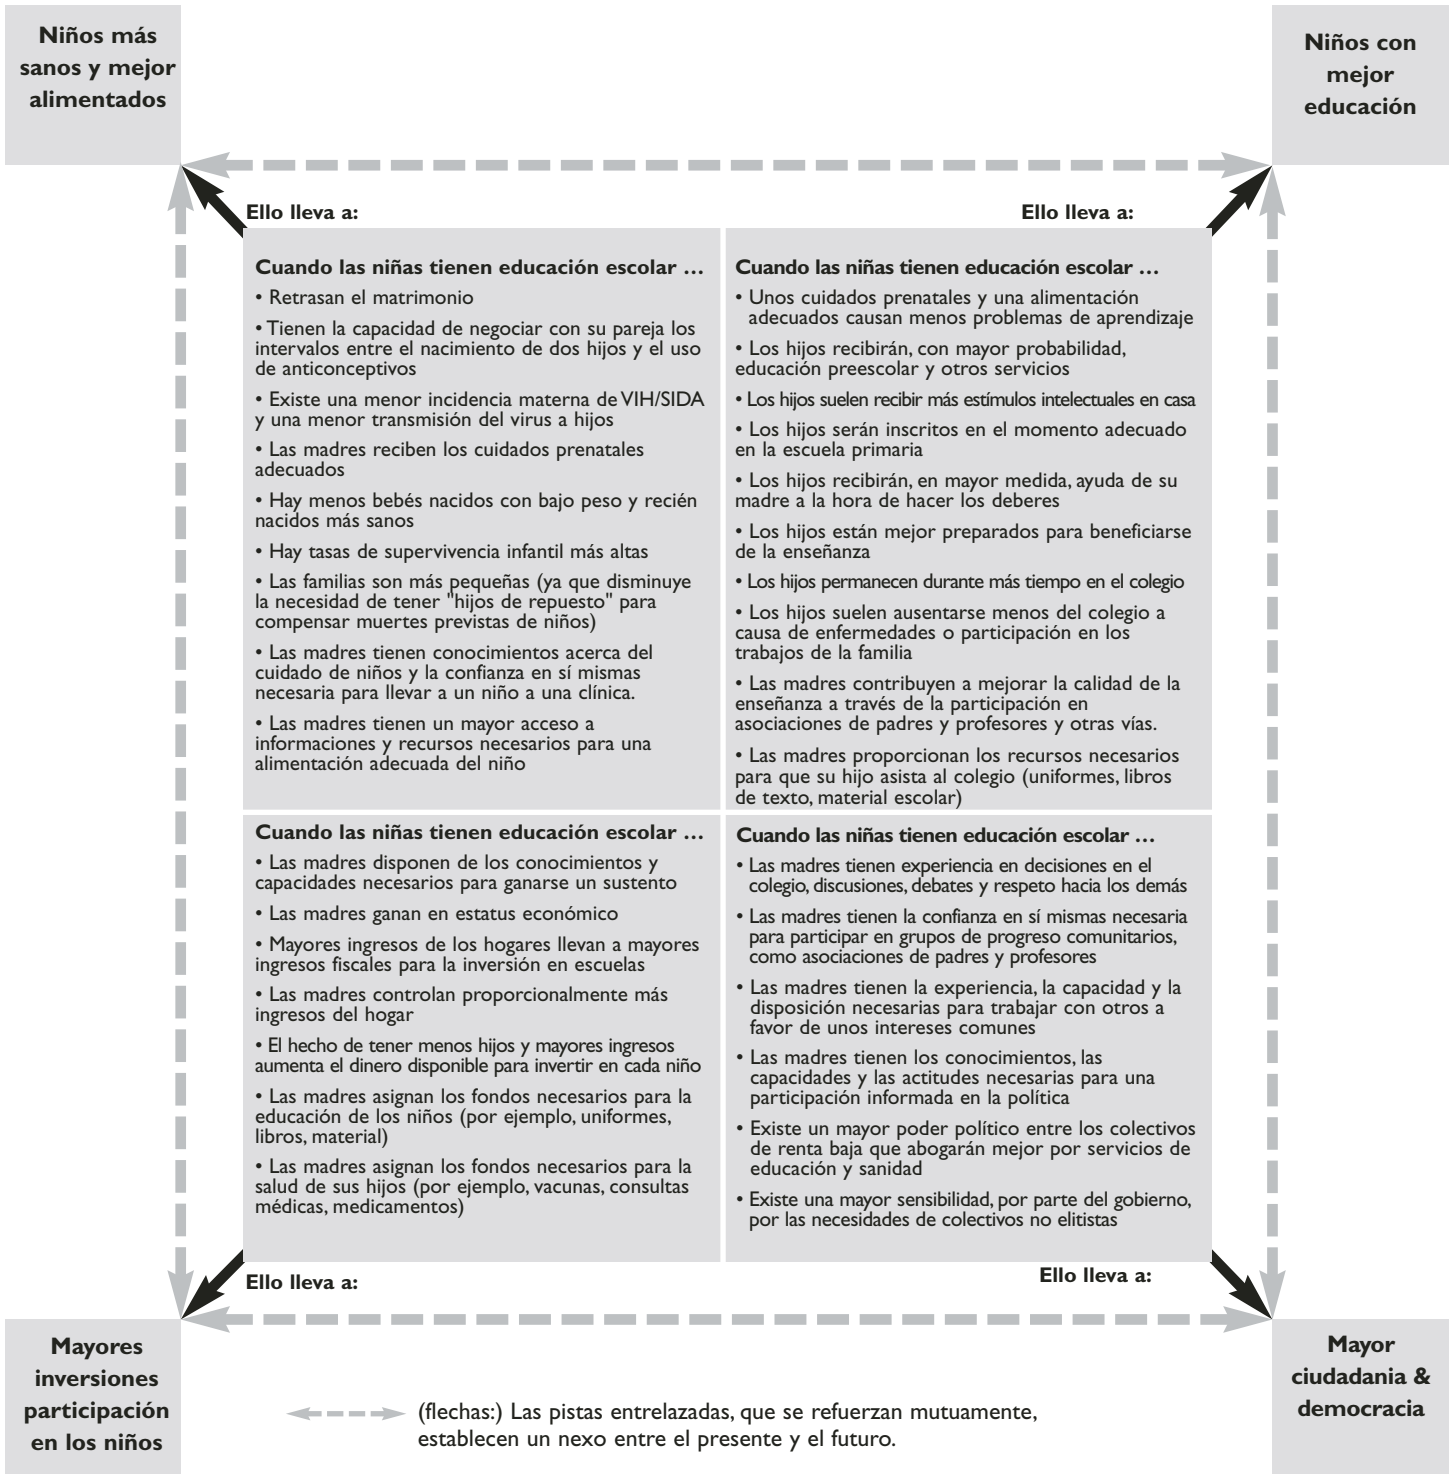 Niños más
sanos y mejor
alimentados
Niños con
mejor
educación
Ello lleva a:
Ello lleva a:
Cuando las niñas tienen educación escolar …
• Retrasan el matrimonio
• Tienen la capacidad de negociar con su pareja los
intervalos entre el nacimiento de dos hijos y el uso
de anticonceptivos
• Existe una menor incidencia materna de VIH/SIDA
y una menor transmisión del virus a hijos
• Las madres reciben los cuidados prenatales
adecuados
• Hay menos bebés nacidos con bajo peso y recién
nacidos más sanos
• Hay tasas de supervivencia infantil más altas
• Las familias son más pequeñas (ya que disminuye
la necesidad de tener "hijos de repuesto" para
compensar muertes previstas de niños)
• Las madres tienen conocimientos acerca del
cuidado de niños y la confianza en sí mismas
necesaria para llevar a un niño a una clínica.
• Las madres tienen un mayor acceso a
informaciones y recursos necesarios para una
alimentación adecuada del niño
Cuando las niñas tienen educación escolar …
• Unos cuidados prenatales y una alimentación
adecuados causan menos problemas de aprendizaje
• Los hijos recibirán, con mayor probabilidad,
educación preescolar y otros servicios
• Los hijos suelen recibir más estímulos intelectuales en casa
• Los hijos serán inscritos en el momento adecuado
en la escuela primaria
• Los hijos recibirán, en mayor medida, ayuda de su
madre a la hora de hacer los deberes
• Los hijos están mejor preparados para beneficiarse
de la enseñanza
• Los hijos permanecen durante más tiempo en el colegio
• Los hijos suelen ausentarse menos del colegio a
causa de enfermedades o participación en los
trabajos de la familia
• Las madres contribuyen a mejorar la calidad de la
enseñanza a través de la participación en
asociaciones de padres y profesores y otras vías.
• Las madres proporcionan los recursos necesarios
para que su hijo asista al colegio (uniformes, libros
de texto, material escolar)
Cuando las niñas tienen educación escolar …
• Las madres disponen de los conocimientos y
capacidades necesarios para ganarse un sustento
• Las madres ganan en estatus económico
• Mayores ingresos de los hogares llevan a mayores
ingresos fiscales para la inversión en escuelas
• Las madres controlan proporcionalmente más
ingresos del hogar
• El hecho de tener menos hijos y mayores ingresos
aumenta el dinero disponible para invertir en cada niño
• Las madres asignan los fondos necesarios para la
educación de los niños (por ejemplo, uniformes,
libros, material)
• Las madres asignan los fondos necesarios para la
salud de sus hijos (por ejemplo, vacunas, consultas
médicas, medicamentos)
Cuando las niñas tienen educación escolar …
• Las madres tienen experiencia en decisiones en el
colegio, discusiones, debates y respeto hacia los demás
• Las madres tienen la confianza en sí mismas necesaria
para participar en grupos de progreso comunitarios,
como asociaciones de padres y profesores
• Las madres tienen la experiencia, la capacidad y la
disposición necesarias para trabajar con otros a
favor de unos intereses comunes
• Las madres tienen los conocimientos, las
capacidades y las actitudes necesarias para una
participación informada en la política
• Existe un mayor poder político entre los colectivos
de renta baja que abogarán mejor por servicios de
educación y sanidad
• Existe una mayor sensibilidad, por parte del gobierno,
por las necesidades de colectivos no elitistas
Ello lleva a:
Ello lleva a:
Mayores
inversiones
participación
en los niños
Mayor
ciudadania &
democracia
(flechas:) Las pistas entrelazadas, que se refuerzan mutuamente,
establecen un nexo entre el presente y el futuro.